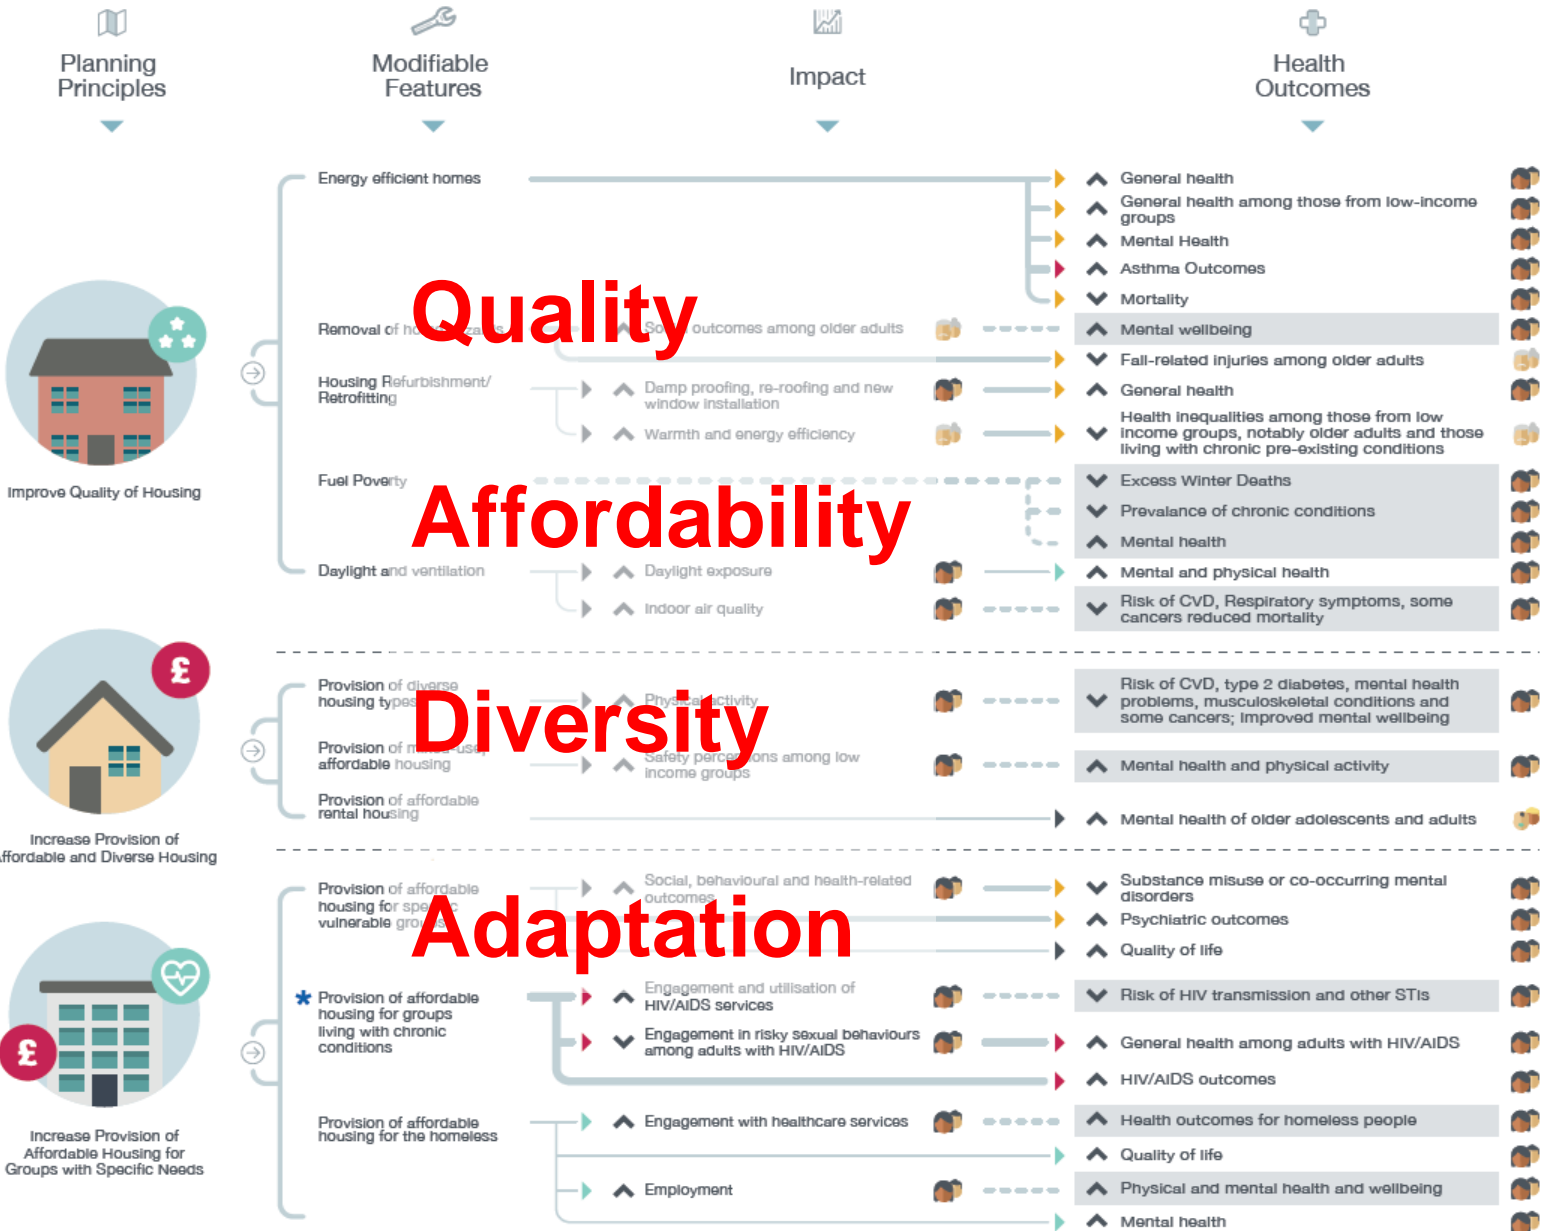 Planning
Principles
Modifiable
Features
Impact
Health
Outcomes
Energy efficient homes
General health
General health among those from low-income
groups
Mental Health
Asthma Outcomes
Mortality
Quality
Removal of
outcomes among older adults
Mental wellbeing
Fall-related injuries among older adults
Housing Refurbishment/
Retrofitting
Damp proofing, re-roofing and new
window installation
General health
Warmth and energy efficiency
Health inequalities among those from low
income groups, notably older adults and those
living with chronic pre-existing conditions
Improve Quality of Housing
Fuel Poverty
Excess Winter Deaths
Affordability
Prevalance of chronic conditions
Mental health
Daylight and ventilation
Daylight exposure
Mental and physical health
Indoor air quality
Risk of CVD, Respiratory symptoms, some
cancers reduced mortality
£
Provision of diverse
housing types
Physical activity
Risk of CVD, type 2 diabetes, mental health
problems, musculoskeletal conditions and
some cancers; improved mental wellbeing
Diversity
Provision of mixed-use,
affordable housing
Safety perceptions among low
income groups
Mental health and physical activity
Provision of affordable
rental housing
Mental health of older adolescents and adults
Increase Provision of
Affordable and Diverse Housing
Provision of affordable
housing for specific
vulnerable groups
Social, behavioural and health-related
outcomes
Substance misuse or co-occurring mental
disorders
Adaptation
Psychiatric outcomes
Quality of life
* Provision of affordable
housing for groups
living with chronic
conditions
Engagement and utilisation of
HIV/AIDS services
Risk of HIV transmission and other STIs
£
Engagement in risky sexual behaviours
among adults with HIV/AIDS
General health among adults with HIV/AIDS
HIV/AIDS outcomes
Provision of affordable
housing for the homeless
Engagement with healthcare services
Health outcomes for homeless people
Increase Provision of
Affordable Housing for
Groups with Specific Needs
Quality of life
Employment
Physical and mental health and wellbeing
Mental health